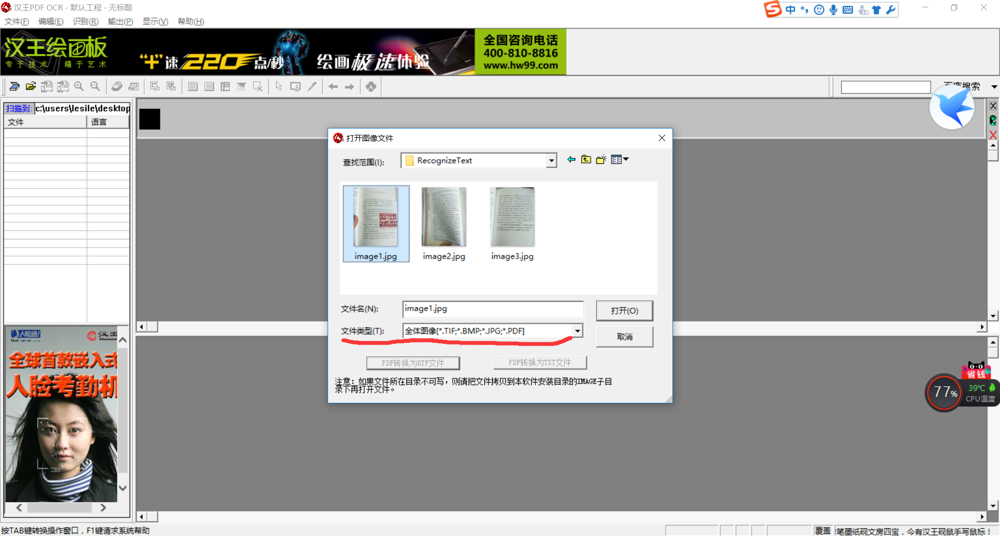 汉王PDF OCR - 默认工程 - 无标题
中
文件(F) 编辑(E) 识别(R) 输出(P) 显示(V) 帮助(H)
汉王绘画板
专于技术 精于艺术
“十”速220点/秒
绘画极速体验
全国咨询电话
400-810-8816
www.hw99.com
百度搜索
扫描到: c:\users\lesile\desktop
文件 语言
打开图像文件
查找范围(I): RecognizeText
image1.jpg image2.jpg image3.jpg
文件名(N): image1.jpg 打开(O)
文件类型(T): 全体图像[*.TIF;*.BMP;*.JPG;*.PDF] 取消
PDF转换为RTF文件 PDF转换为TXT文件
注意：如果文件所在目录不可写，则请把文件拷贝到本软件安装目录的IMAGE子目
录下再打开文件。
人脸通 汉王
全球首款嵌入式
人脸考勤机
省钱
77% 39℃
CPU温度
按TAB键转换操作窗口，F1键请求系统帮助
覆盖 笔墨纸砚文房四宝，今有汉王砚鼠手写鼠标！